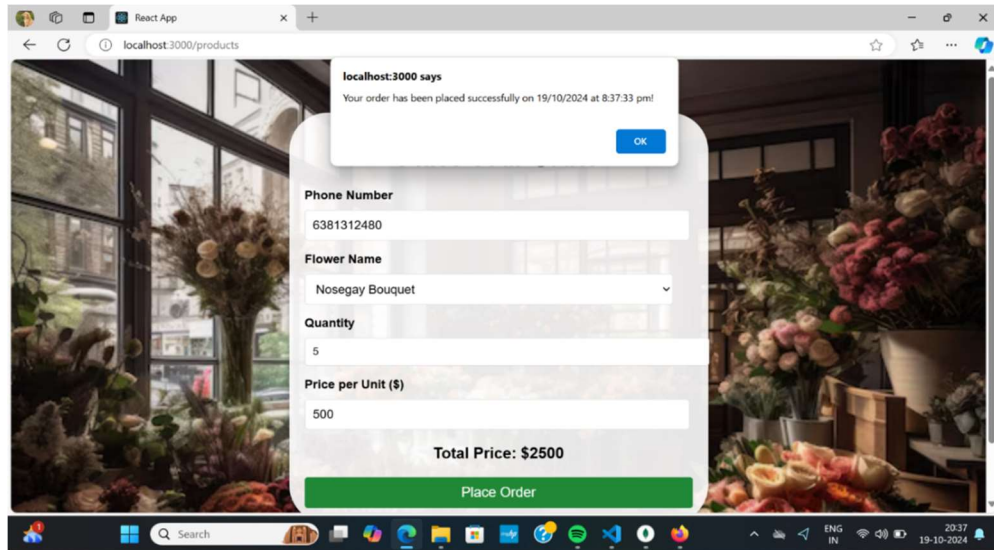 React App
localhost:3000/products
localhost:3000 says
Your order has been placed successfully on 19/10/2024 at 8:37:33 pm!
OK
Phone Number
6381312480
Flower Name
Nosegay Bouquet
Quantity
5
Price per Unit ($)
500
Total Price: $2500
Place Order
1
Search
ENG
IN
20:37
19-10-2024